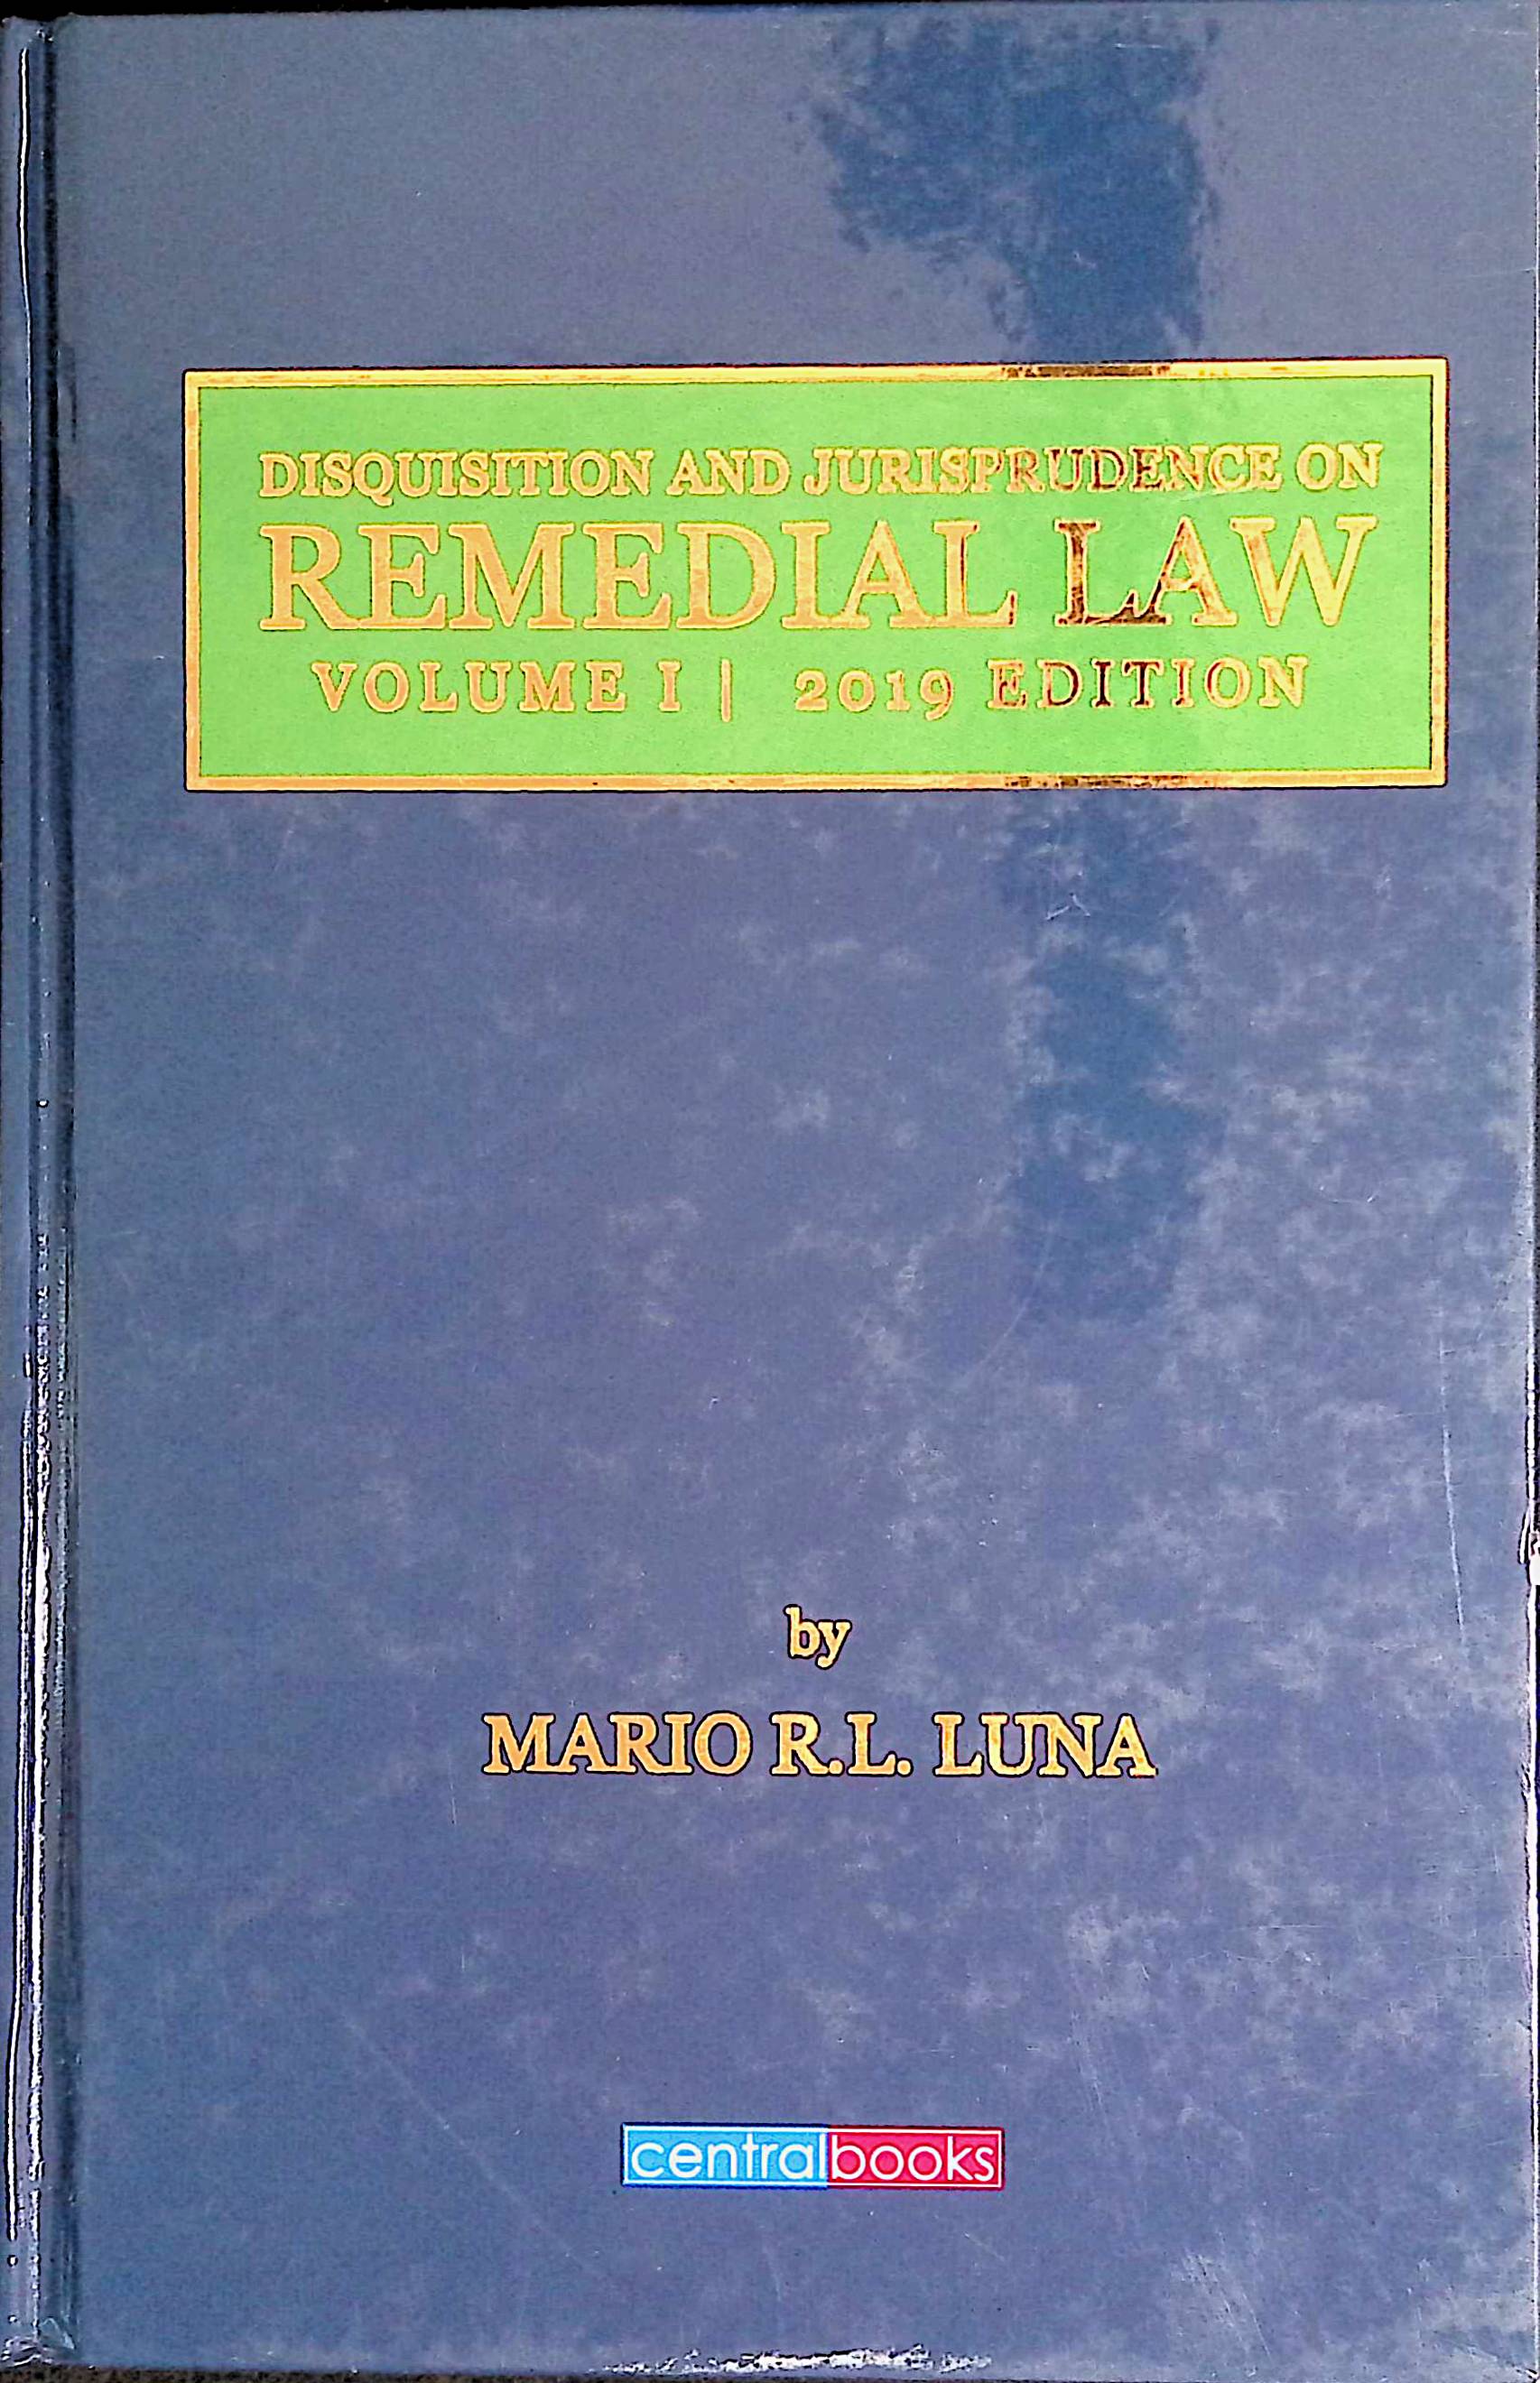 DISQUISITION AND JURISPRUDENCE ON
REMEDIAL LAW
VOLUME I | 2019 EDITION
by
MARIO R.L. LUNA
centralbooks